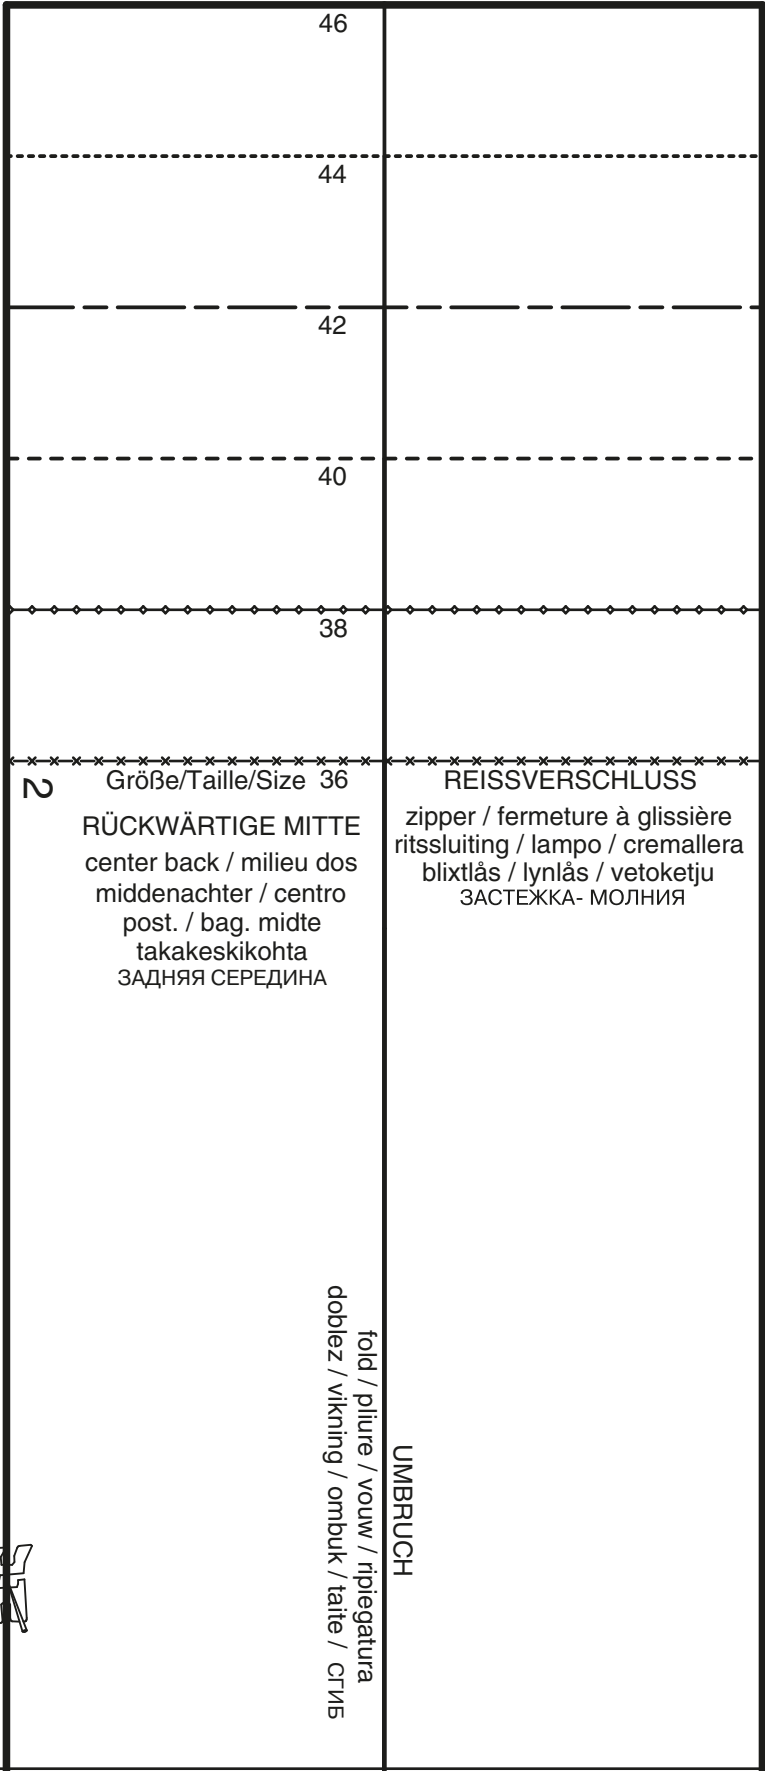 46
44
42
40
38
Größe/Taille/Size 36
2
RÜCKWÄRTIGE MITTE
center back / milieu dos
middenachter / centro
post. / bag. midte
takakeskikohta
ЗАДНЯЯ СЕРЕДИНА
REISSVERSCHLUSS
zipper / fermeture à glissière
ritssluiting / lampo / cremallera
blixtlås / lynlås / vetoketju
ЗАСТЕЖКА- МОЛНИЯ
UMBRUCH
fold / pliure / vouw / ripiegatura
doblez / vikning / ombuk / taite / СГИБ